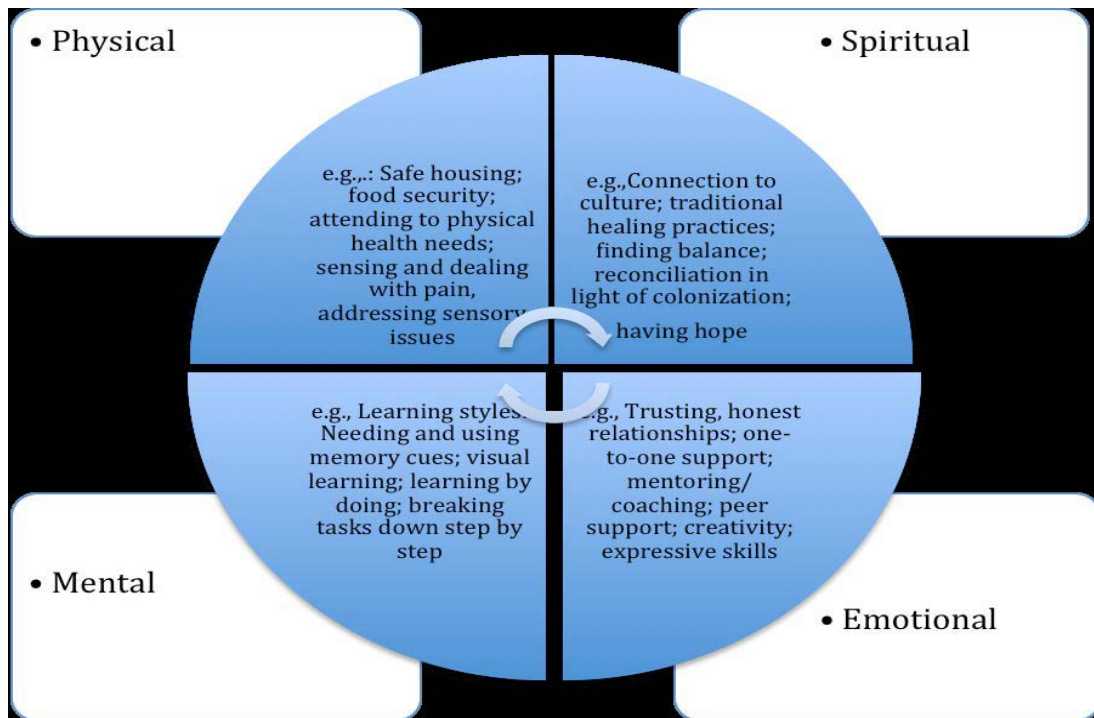 • Physical
e.g.,.: Safe housing;
food security;
attending to physical
health needs;
sensing and dealing
with pain,
addressing sensory
issues
• Spiritual
e.g.,Connection to
culture; traditional
healing practices;
finding balance;
reconciliation in
light of colonization;
having hope
• Mental
e.g., Learning styles:
Needing and using
memory cues; visual
learning; learning by
doing; breaking
tasks down step by
step
• Emotional
e.g., Trusting, honest
relationships; one-
to-one support;
mentoring/
coaching; peer
support; creativity;
expressive skills